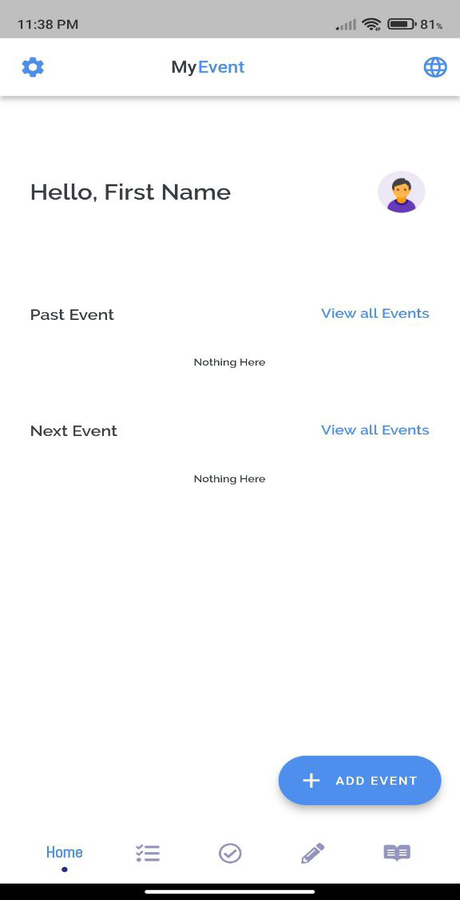 11:38 PM 81%
MyEvent
Hello, First Name
Past Event View all Events
Nothing Here
Next Event View all Events
Nothing Here
ADD EVENT
Home